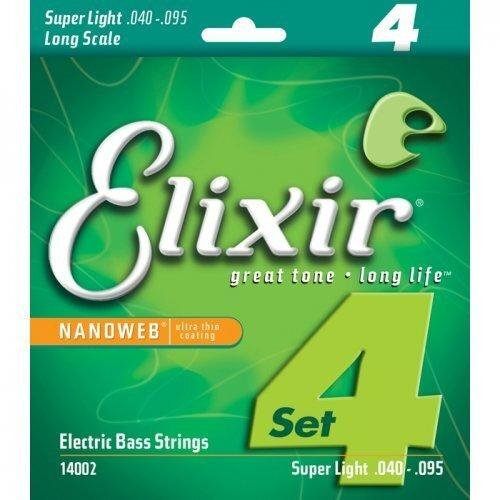 Super Light .040 -.095
Long Scale
4
e
Elixir®
great tone • long life™
NANOWEB®
ultra thin
coating
Set 4
Electric Bass Strings
14002
Super Light .040 -.095